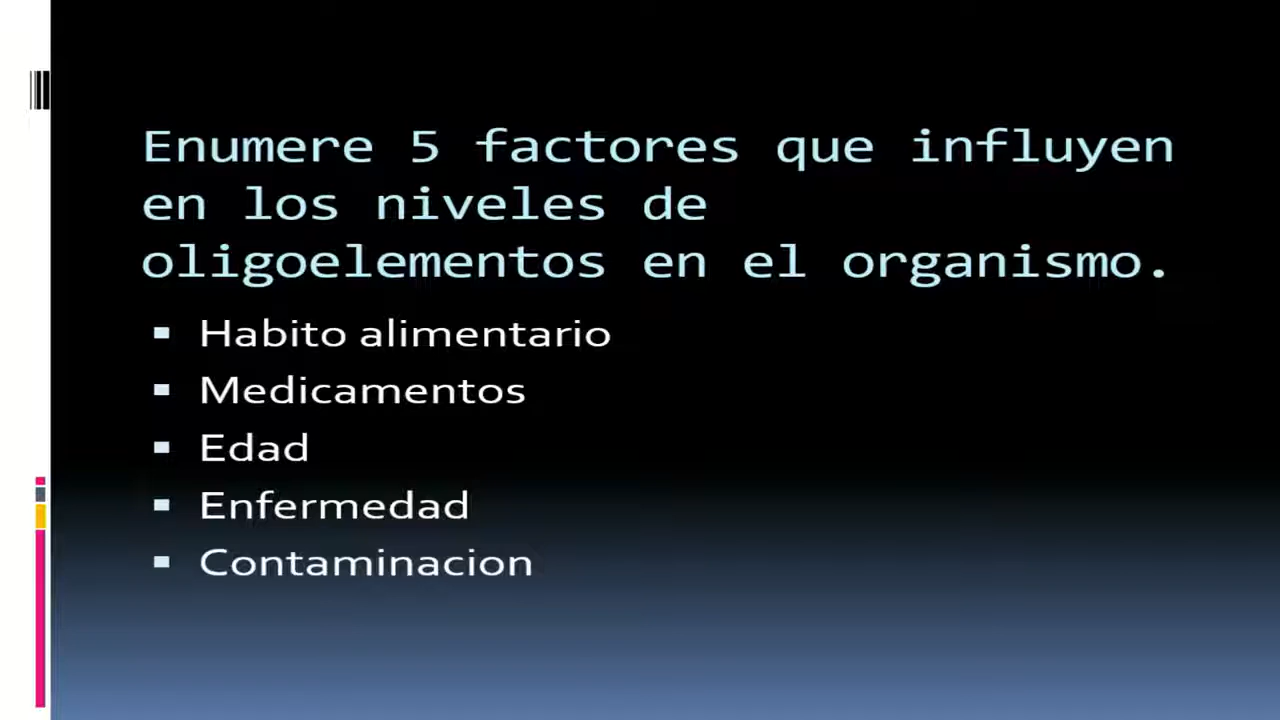 Enumere 5 factores que influyen
en los niveles de
oligoelementos en el organismo.
▪ Habito alimentario
▪ Medicamentos
▪ Edad
▪ Enfermedad
▪ Contaminacion